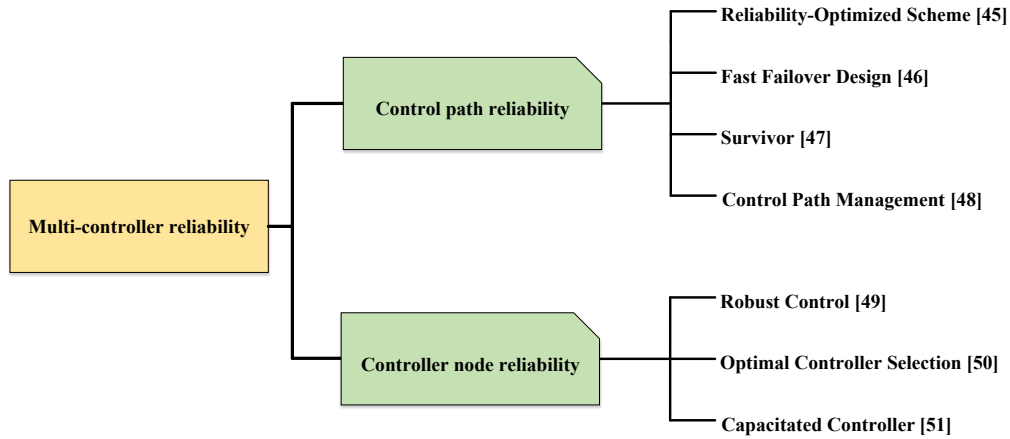 Multi-controller reliability
Control path reliability
Reliability-Optimized Scheme [45]
Fast Failover Design [46]
Survivor [47]
Control Path Management [48]
Controller node reliability
Robust Control [49]
Optimal Controller Selection [50]
Capacitated Controller [51]